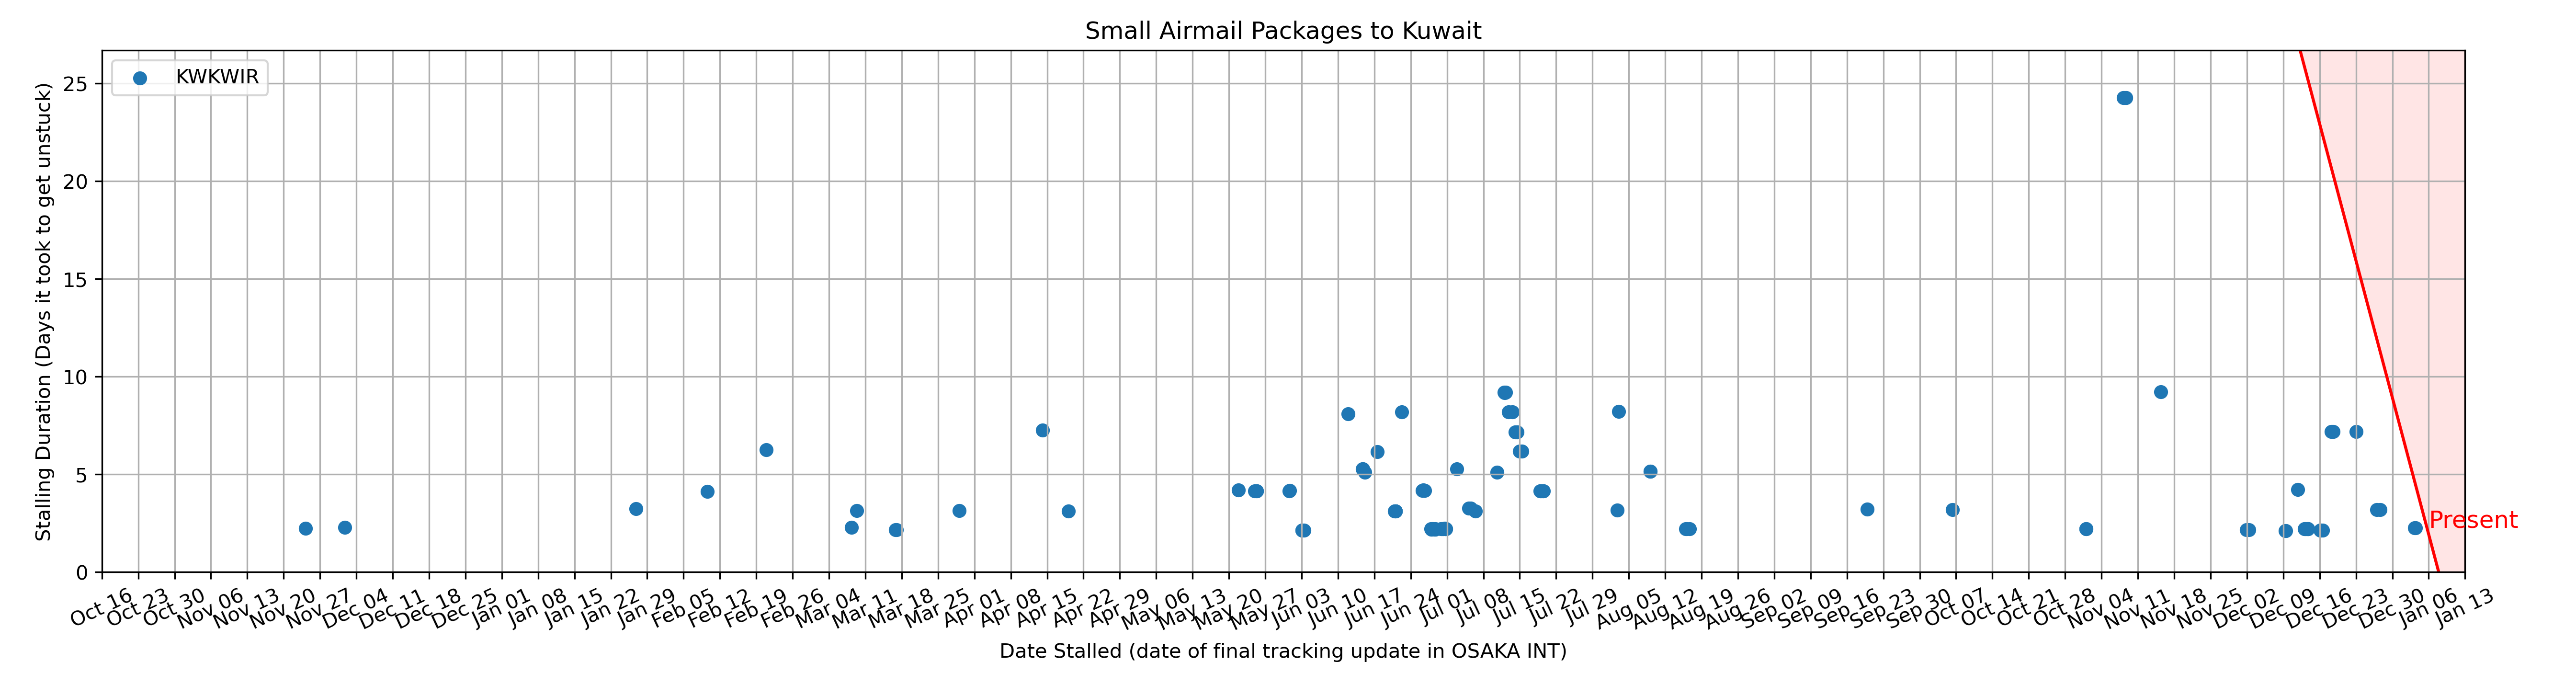 Small Airmail Packages to Kuwait
KWKWIR
Stalling Duration (Days it took to get unstuck)
25
20
15
10
5
0
Present
Oct 16 Oct 23 Oct 30 Nov 06 Nov 13 Nov 20 Nov 27 Dec 04 Dec 11 Dec 18 Dec 25 Jan 01 Jan 08 Jan 15 Jan 22 Jan 29 Feb 05 Feb 12 Feb 19 Feb 26 Mar 04 Mar 11 Mar 18 Mar 25 Apr 01 Apr 08 Apr 15 Apr 22 Apr 29 May 06 May 13 May 20 May 27 Jun 03 Jun 10 Jun 17 Jun 24 Jul 01 Jul 08 Jul 15 Jul 22 Jul 29 Aug 05 Aug 12 Aug 19 Aug 26 Sep 02 Sep 09 Sep 16 Sep 23 Sep 30 Oct 07 Oct 14 Oct 21 Oct 28 Nov 04 Nov 11 Nov 18 Nov 25 Dec 02 Dec 09 Dec 16 Dec 23 Dec 30 Jan 06 Jan 13
Date Stalled (date of final tracking update in OSAKA INT)